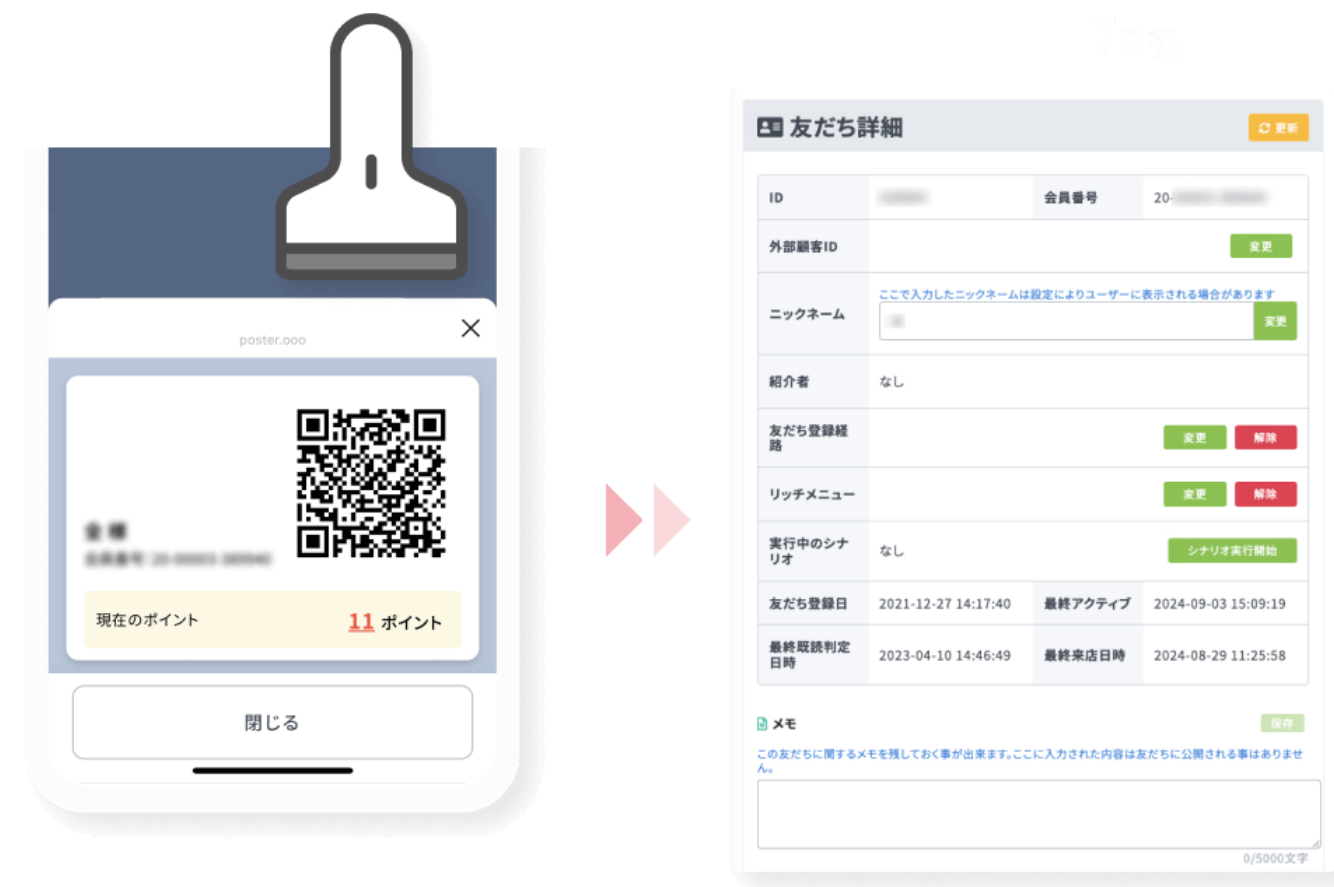 poster.ooo
現在のポイント
11 ポイント
閉じる
友だち詳細
更新
ID
会員番号
20-
外部顧客ID
変更
ここで入力したニックネームは設定によりユーザーに表示される場合があります
ニックネーム
変更
紹介者
なし
友だち登録経
路
変更
解除
リッチメニュー
変更
解除
実行中のシナ
リオ
なし
シナリオ実行開始
友だち登録日
2021-12-27 14:17:40
最終アクティブ
2024-09-03 15:09:19
最終既読判定
日時
2023-04-10 14:46:49
最終来店日時
2024-08-29 11:25:58
メモ
保存
この友だちに関するメモを残しておく事が出来ます。ここに入力された内容は友だちに公開される事はありませ
ん。
0/5000文字